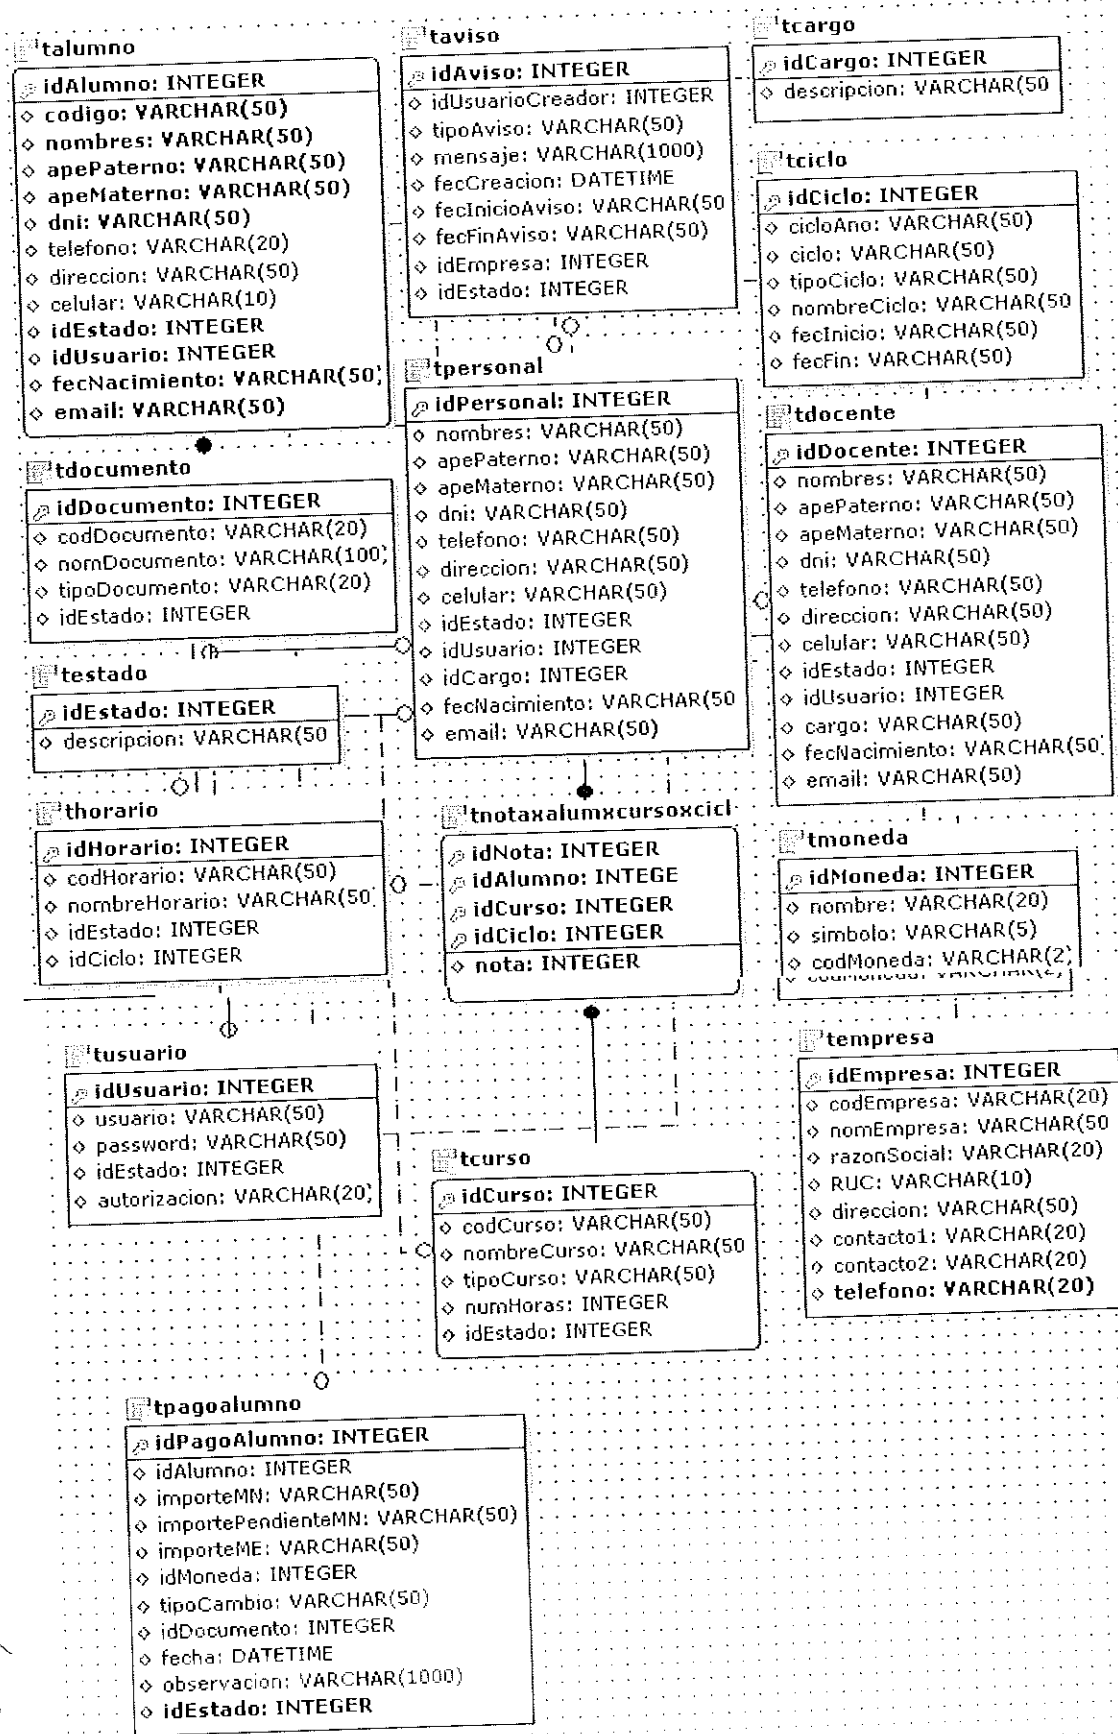 talumno
idAlumno: INTEGER
codigo: VARCHAR(50)
nombres: VARCHAR(50)
apePaterno: VARCHAR(50)
apeMaterno: VARCHAR(50)
dni: VARCHAR(50)
telefono: VARCHAR(20)
direccion: VARCHAR(50)
celular: VARCHAR(10)
idEstado: INTEGER
idUsuario: INTEGER
fecNacimiento: VARCHAR(50)
email: VARCHAR(50)
taviso
idAviso: INTEGER
idUsuarioCreador: INTEGER
tipoAviso: VARCHAR(50)
mensaje: VARCHAR(1000)
fecCreacion: DATETIME
fecInicioAviso: VARCHAR(50
fecFinAviso: VARCHAR(50)
idEmpresa: INTEGER
idEstado: INTEGER
tcargo
idCargo: INTEGER
descripcion: VARCHAR(50
tciclo
idCiclo: INTEGER
cicloAno: VARCHAR(50)
ciclo: VARCHAR(50)
tipoCiclo: VARCHAR(50)
nombreCiclo: VARCHAR(50
fecInicio: VARCHAR(50)
fecFin: VARCHAR(50)
tdocumento
idDocumento: INTEGER
codDocumento: VARCHAR(20)
nomDocumento: VARCHAR(100)
tipoDocumento: VARCHAR(20)
idEstado: INTEGER
tpersonal
idPersonal: INTEGER
nombres: VARCHAR(50)
apePaterno: VARCHAR(50)
apeMaterno: VARCHAR(50)
dni: VARCHAR(50)
telefono: VARCHAR(50)
direccion: VARCHAR(50)
celular: VARCHAR(50)
idEstado: INTEGER
idUsuario: INTEGER
idCargo: INTEGER
fecNacimiento: VARCHAR(50
email: VARCHAR(50)
tdocente
idDocente: INTEGER
nombres: VARCHAR(50)
apePaterno: VARCHAR(50)
apeMaterno: VARCHAR(50)
dni: VARCHAR(50)
telefono: VARCHAR(50)
direccion: VARCHAR(50)
celular: VARCHAR(50)
idEstado: INTEGER
idUsuario: INTEGER
cargo: VARCHAR(50)
fecNacimiento: VARCHAR(50)
email: VARCHAR(50)
testado
idEstado: INTEGER
descripcion: VARCHAR(50
thorario
idHorario: INTEGER
codHorario: VARCHAR(50)
nombreHorario: VARCHAR(50)
idEstado: INTEGER
idCiclo: INTEGER
tnotaxalumxcursoxcicl
idNota: INTEGER
idAlumno: INTEGE
idCurso: INTEGER
idCiclo: INTEGER
nota: INTEGER
tmoneda
idMoneda: INTEGER
nombre: VARCHAR(20)
simbolo: VARCHAR(5)
codMoneda: VARCHAR(2)
codMoneda: VARCHAR(2)
tusuario
idUsuario: INTEGER
usuario: VARCHAR(50)
password: VARCHAR(50)
idEstado: INTEGER
autorizacion: VARCHAR(20)
tcurso
idCurso: INTEGER
codCurso: VARCHAR(50)
nombreCurso: VARCHAR(50
tipoCurso: VARCHAR(50)
numHoras: INTEGER
idEstado: INTEGER
tempresa
idEmpresa: INTEGER
codEmpresa: VARCHAR(20)
nomEmpresa: VARCHAR(50
razonSocial: VARCHAR(20)
RUC: VARCHAR(10)
direccion: VARCHAR(50)
contacto1: VARCHAR(20)
contacto2: VARCHAR(20)
telefono: VARCHAR(20)
tpagoalumno
idPagoAlumno: INTEGER
idAlumno: INTEGER
importeMN: VARCHAR(50)
importePendienteMN: VARCHAR(50)
importeME: VARCHAR(50)
idMoneda: INTEGER
tipoCambio: VARCHAR(50)
idDocumento: INTEGER
fecha: DATETIME
observacion: VARCHAR(1000)
idEstado: INTEGER